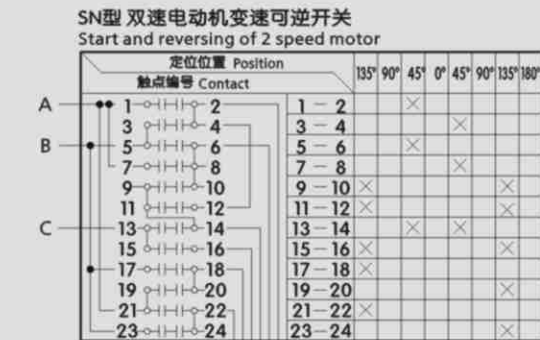 SN型 双速电动机变速可逆开关
Start and reversing of 2 speed motor
定位位置 Position
触点编号 Contact
135° 90° 45° 0° 45° 90° 135° 180°
A 1 2 1 — 2 ×
3 4 3 — 4 ×
B 5 6 5 — 6 ×
7 8 7 — 8 ×
9 10 9 — 10 × ×
11 12 11 — 12 × ×
C 13 14 13 — 14 × ×
15 16 15 — 16 × ×
17 18 17 — 18 ×
19 20 19 — 20 ×
21 22 21 — 22 ×
23 24 23 — 24 ×